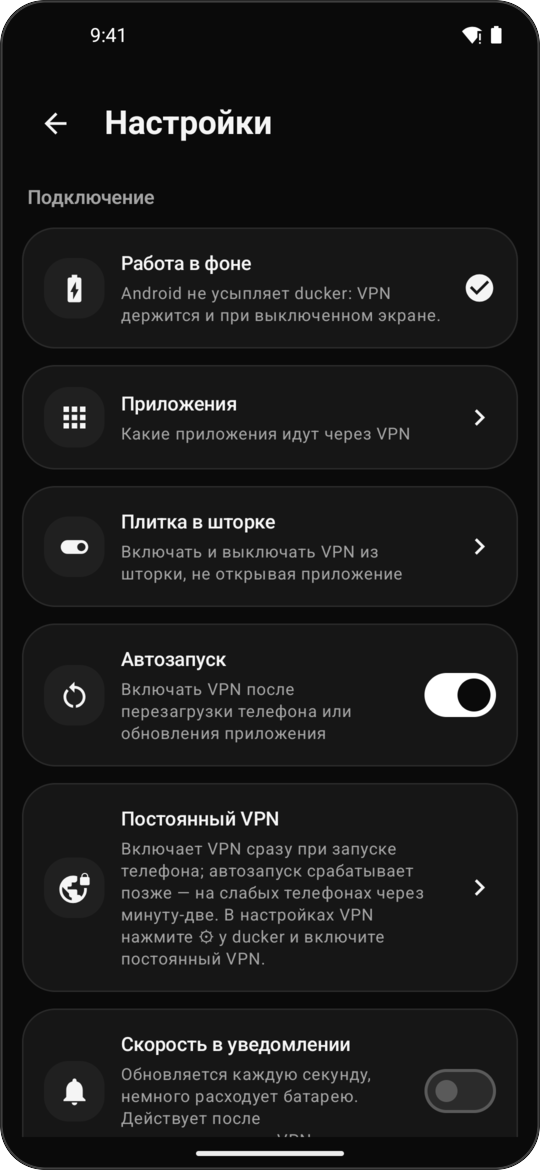 9:41
Настройки
Подключение
Работа в фоне
Android не усыпляет ducker: VPN
держится и при выключенном экране.
Приложения
Какие приложения идут через VPN
Плитка в шторке
Включать и выключать VPN из
шторки, не открывая приложение
Автозапуск
Включать VPN после
перезагрузки телефона или
обновления приложения
Постоянный VPN
Включает VPN сразу при запуске
телефона; автозапуск срабатывает
позже — на слабых телефонах через
минуту-две. В настройках VPN
нажмите ⚙ у ducker и включите
постоянный VPN.
Скорость в уведомлении
Обновляется каждую секунду,
немного расходует батарею.
Действует после